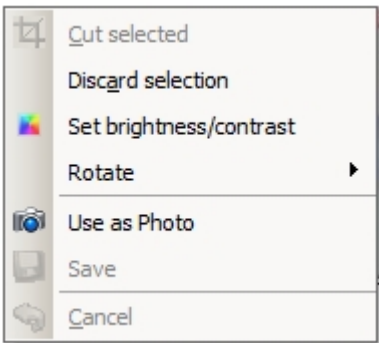 Cut selected
Discard selection
Set brightness/contrast
Rotate
Use as Photo
Save
Cancel